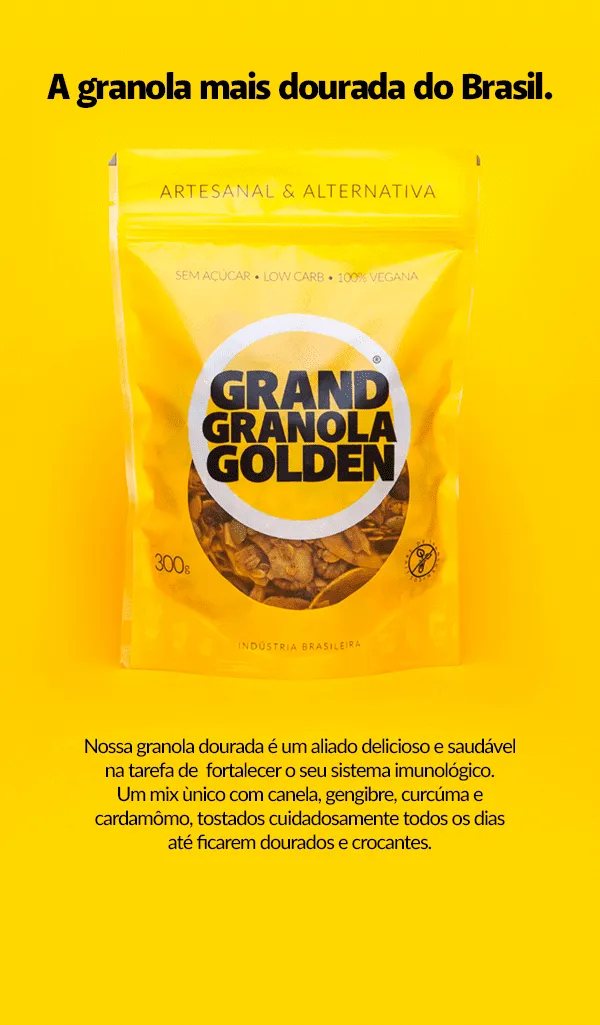 A granola mais dourada do Brasil.
ARTESANAL & ALTERNATIVA
SEM AÇÚCAR • LOW CARB • 100% VEGANA
®
GRAND
GRANOLA
GOLDEN
300g
INDÚSTRIA BRASILEIRA
Nossa granola dourada é um aliado delicioso e saudável
na tarefa de fortalecer o seu sistema imunológico.
Um mix ùnico com canela, gengibre, curcúma e
cardamômo, tostados cuidadosamente todos os dias
até ficarem dourados e crocantes.